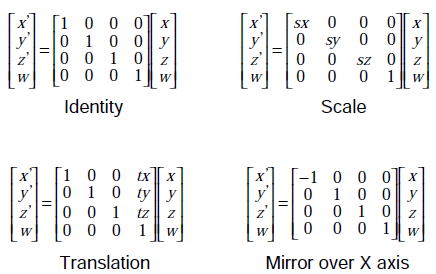 [x' y' z' w] = [1 0 0 0; 0 1 0 0; 0 0 1 0; 0 0 0 1] [x y z w]
Identity
[x' y' z' w] = [sx 0 0 0; 0 sy 0 0; 0 0 sz 0; 0 0 0 1] [x y z w]
Scale
[x' y' z' w] = [1 0 0 tx; 0 1 0 ty; 0 0 1 tz; 0 0 0 1] [x y z w]
Translation
[x' y' z' w] = [−1 0 0 0; 0 1 0 0; 0 0 1 0; 0 0 0 1] [x y z w]
Mirror over X axis